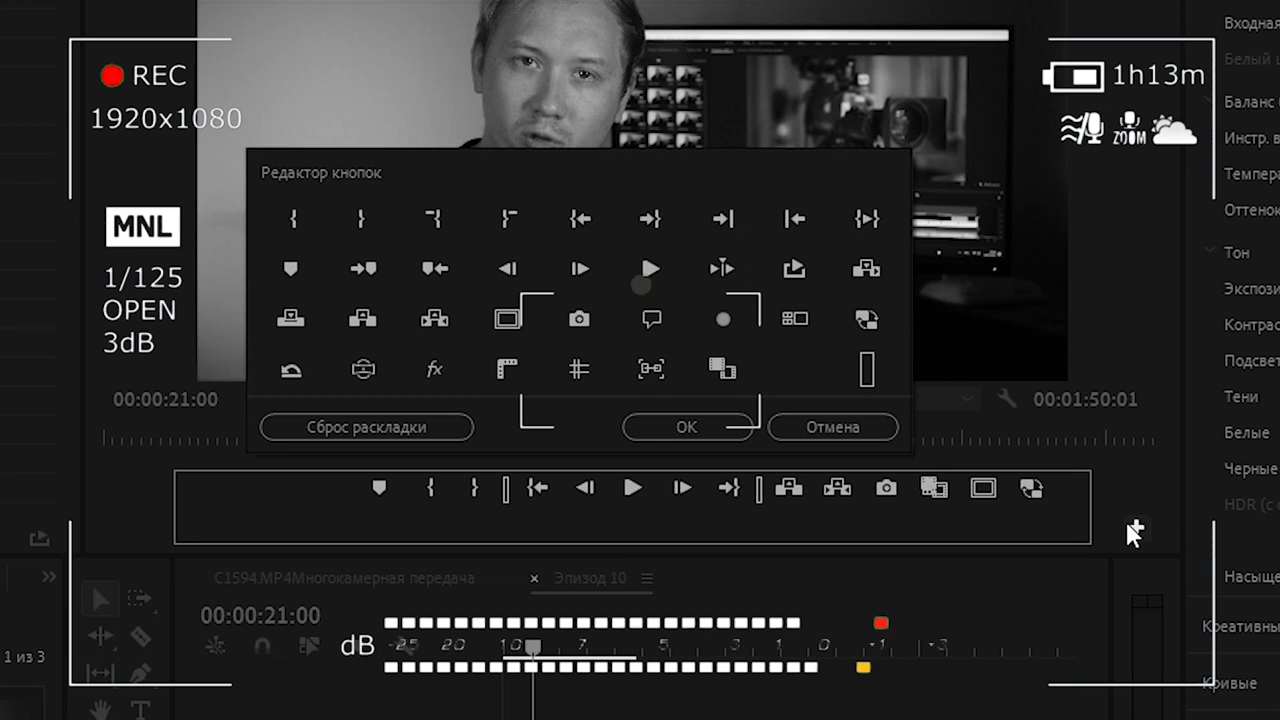 REC
1920x1080
1h13m
ZOOM
MNL
1/125
OPEN
3dB
Редактор кнопок
fx
Сброс раскладки
OK
Отмена
00:00:21:00
00:01:50:01
C1594.MP4Многокамерная передача
× Эпизод 10
00:00:21:00
1 из 3
T
dB
-25 20 10 7 5 3 1 0 -1 -3
Входная
Белый
Баланс
Инстр. в
Темпера
Оттенок
Тон
Экспози
Контрас
Подсвет
Тени
Белые
Черные
HDR (с
Насыще
Креативны
Кривые